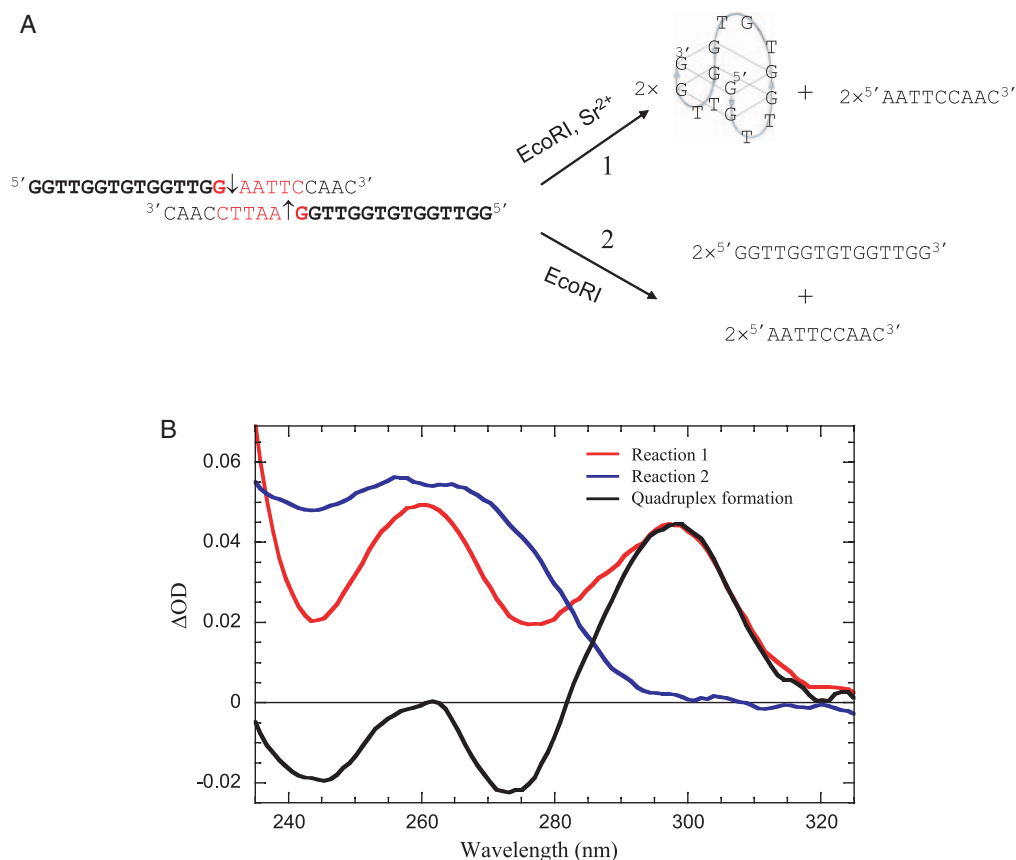 A
T G
3' G T
G G
2× G G 5' G G + 2×5'AATTCCAAC3'
G T T G T
T
EcoRI, Sr2+
1
5'GGTTGGTGTGGTTGG↓AATTCCAAC3'
3'CAACCTTAA↑GGTTGGTGTGGTTGG5'
2
EcoRI
2×5'GGTTGGTGTGGTTGG3'
+
2×5'AATTCCAAC3'
B
Reaction 1
Reaction 2
Quadruplex formation
0.06
0.04
0.02
0
-0.02
ΔOD
240 260 280 300 320
Wavelength (nm)